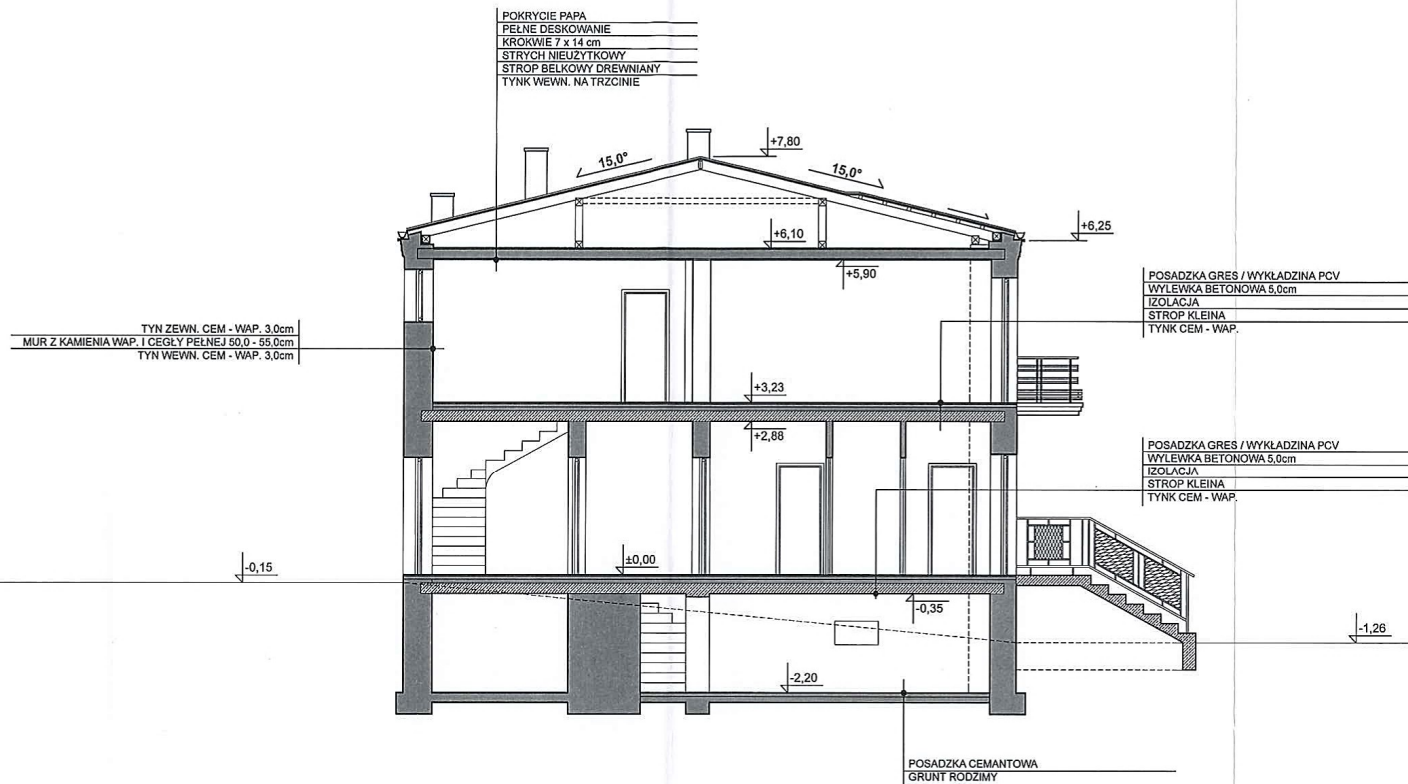 POKRYCIE PAPA
PEŁNE DESKOWANIE
KROKWIE 7 x 14 cm
STRYCH NIEUŻYTKOWY
STROP BELKOWY DREWNIANY
TYNK WEWN. NA TRZCINIE
+7,80
15,0°
15,0°
+6,25
+6,10
+5,90
POSADZKA GRES / WYKŁADZINA PCV
WYLEWKA BETONOWA 5,0cm
IZOLACJA
STROP KLEINA
TYNK CEM - WAP.
TYN ZEWN. CEM - WAP. 3,0cm
MUR Z KAMIENIA WAP. I CEGŁY PEŁNEJ 50,0 - 55,0cm
TYN WEWN. CEM - WAP. 3,0cm
+3,23
+2,88
POSADZKA GRES / WYKŁADZINA PCV
WYLEWKA BETONOWA 5,0cm
IZOLACJA
STROP KLEINA
TYNK CEM - WAP.
±0,00
-0,15
-0,35
-1,26
-2,20
POSADZKA CEMANTOWA
GRUNT RODZIMY